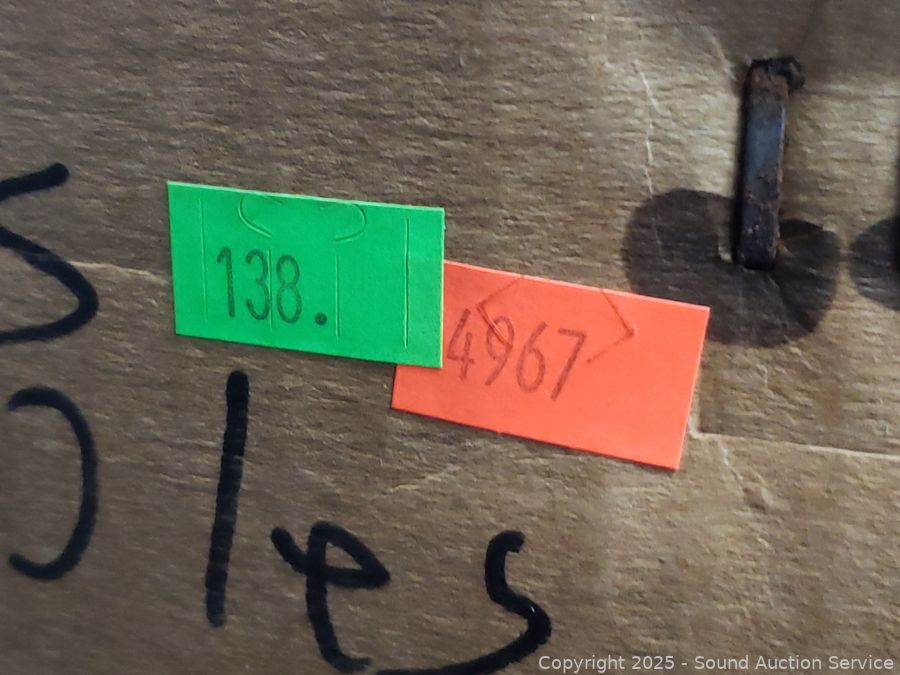 138.
4967
les
Copyright © 2025 - Sound Auction Service